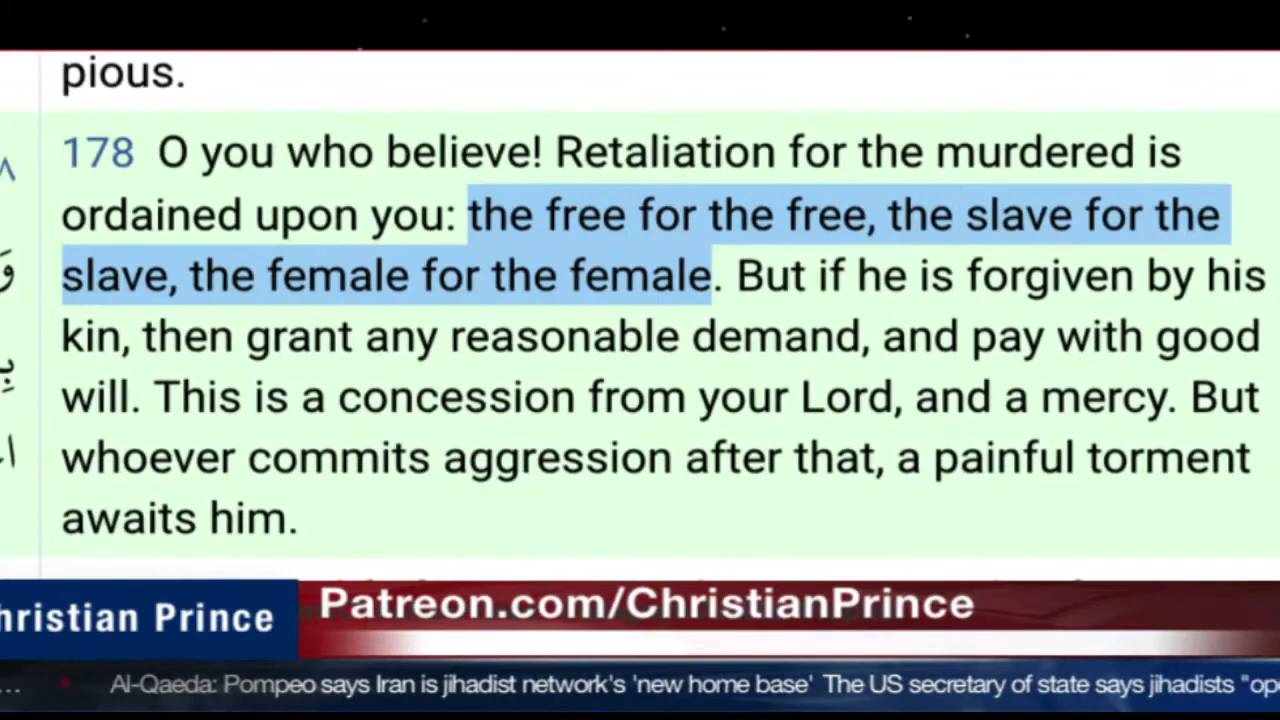 pious.
178 O you who believe! Retaliation for the murdered is
ordained upon you: the free for the free, the slave for the
slave, the female for the female. But if he is forgiven by his
kin, then grant any reasonable demand, and pay with good
will. This is a concession from your Lord, and a mercy. But
whoever commits aggression after that, a painful torment
awaits him.
hristian Prince
Patreon.com/ChristianPrince
... • Al-Qaeda: Pompeo says Iran is jihadist network's 'new home base' The US secretary of state says jihadists "op